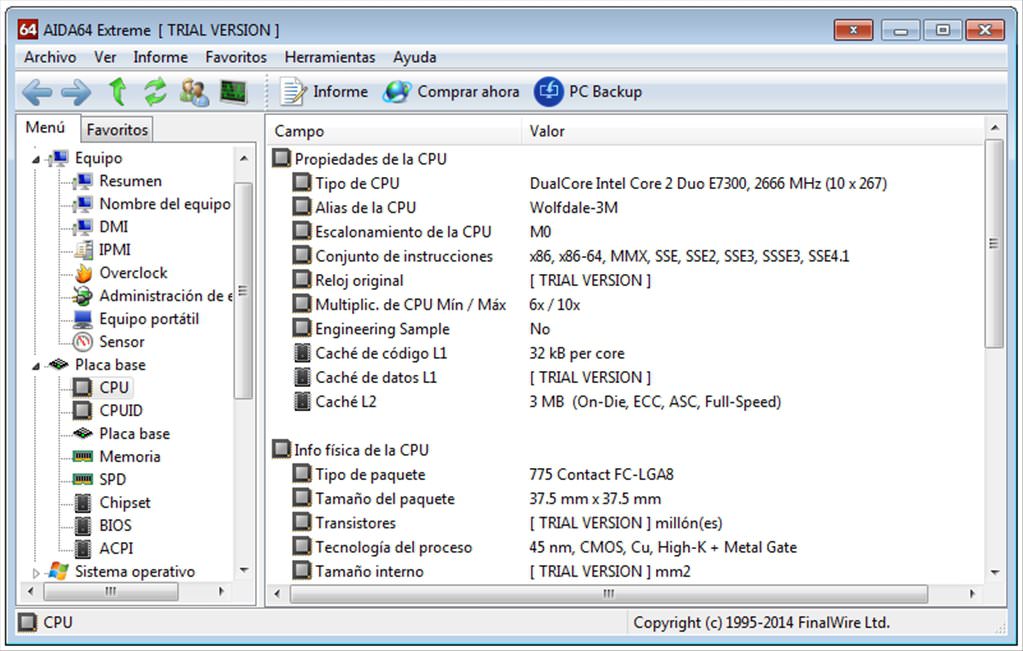 64 AIDA64 Extreme [ TRIAL VERSION ]
Archivo Ver Informe Favoritos Herramientas Ayuda
Informe Comprar ahora PC Backup
Menú Favoritos
Equipo
Resumen
Nombre del equipo
DMI
IPMI
Overclock
Administración de e
Equipo portátil
Sensor
Placa base
CPU
CPUID
Placa base
Memoria
SPD
Chipset
BIOS
ACPI
Sistema operativo
Campo Valor
Propiedades de la CPU
Tipo de CPU DualCore Intel Core 2 Duo E7300, 2666 MHz (10 x 267)
Alias de la CPU Wolfdale-3M
Escalonamiento de la CPU M0
Conjunto de instrucciones x86, x86-64, MMX, SSE, SSE2, SSE3, SSSE3, SSE4.1
Reloj original [ TRIAL VERSION ]
Multiplic. de CPU Mín / Máx 6x / 10x
Engineering Sample No
Caché de código L1 32 kB per core
Caché de datos L1 [ TRIAL VERSION ]
Caché L2 3 MB (On-Die, ECC, ASC, Full-Speed)
Info física de la CPU
Tipo de paquete 775 Contact FC-LGA8
Tamaño del paquete 37.5 mm x 37.5 mm
Transistores [ TRIAL VERSION ] millón(es)
Tecnología del proceso 45 nm, CMOS, Cu, High-K + Metal Gate
Tamaño interno [ TRIAL VERSION ] mm2
CPU Copyright (c) 1995-2014 FinalWire Ltd.